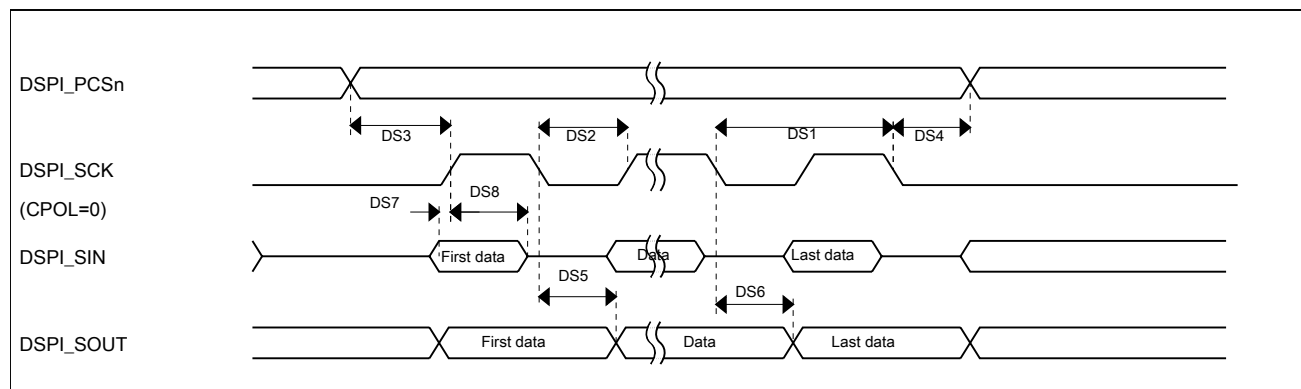 DSPI_PCSn
DS3
DS2
DS1
DS4
DSPI_SCK
(CPOL=0)
DS7
DS8
DSPI_SIN
First data
Data
Last data
DS5
DS6
DSPI_SOUT
First data
Data
Last data